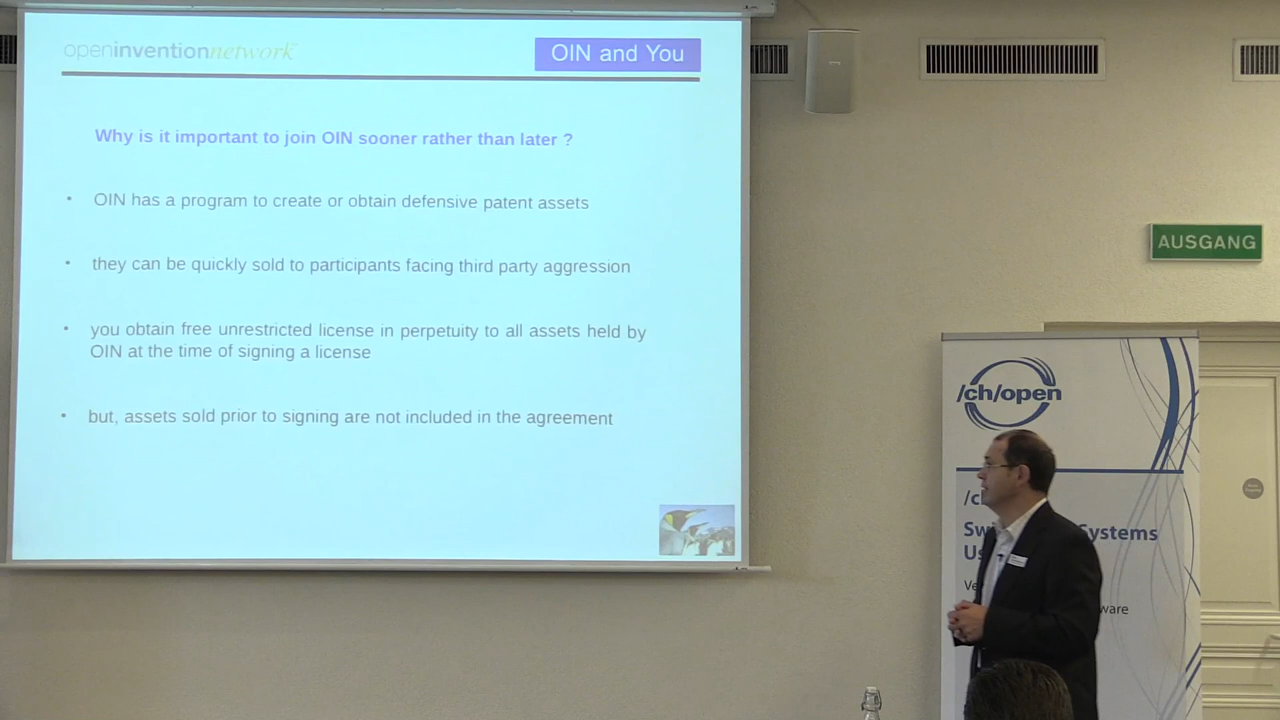 openinventionnetwork
OIN and You
Why is it important to join OIN sooner rather than later ?
• OIN has a program to create or obtain defensive patent assets
• they can be quickly sold to participants facing third party aggression
• you obtain free unrestricted license in perpetuity to all assets held by
OIN at the time of signing a license
• but, assets sold prior to signing are not included in the agreement
AUSGANG
/ch/open
/c
Sw Systems
Us
Ve
ware